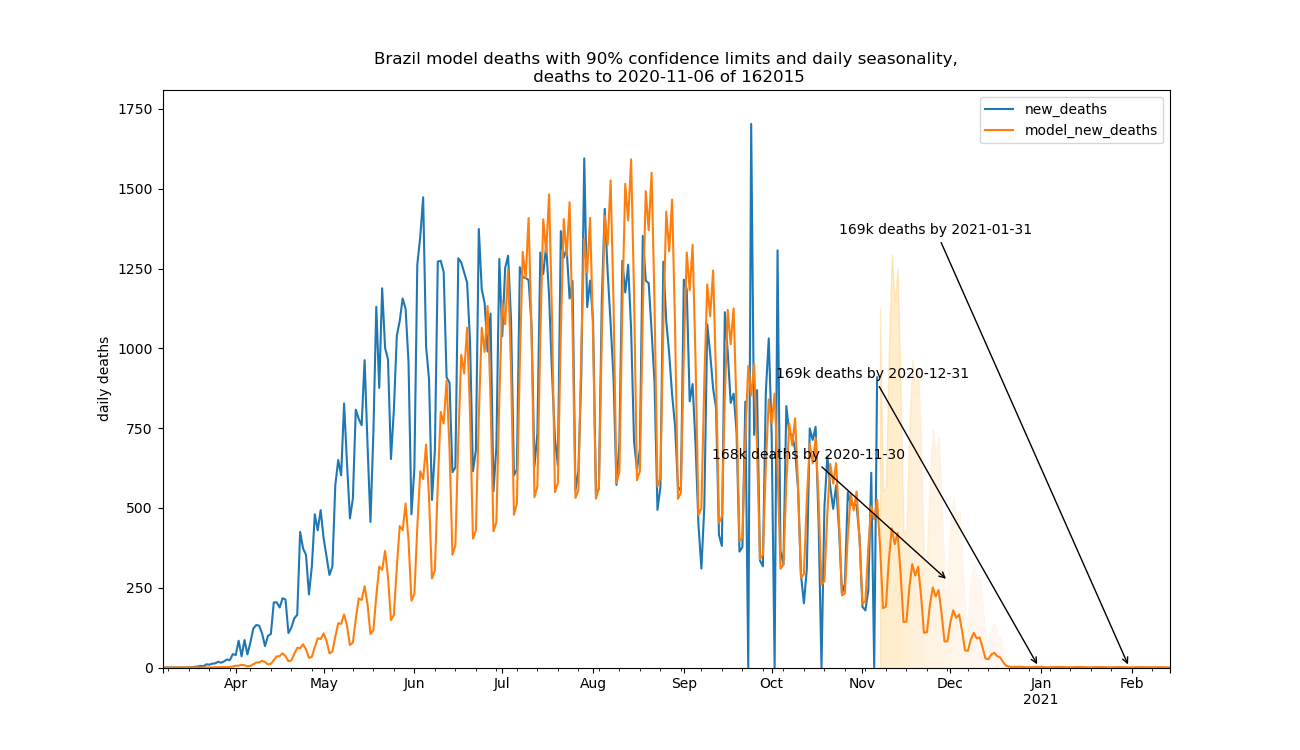 Brazil model deaths with 90% confidence limits and daily seasonality,
deaths to 2020-11-06 of 162015
new_deaths
model_new_deaths
daily deaths
1750
1500
1250
1000
750
500
250
0
169k deaths by 2021-01-31
169k deaths by 2020-12-31
168k deaths by 2020-11-30
Apr May Jun Jul Aug Sep Oct Nov Dec Jan Feb
2021